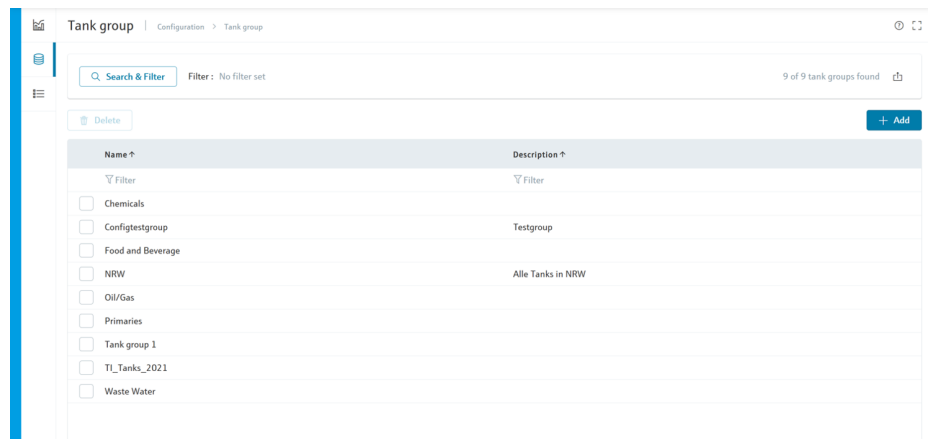 Tank group | Configuration > Tank group
Search & Filter Filter : No filter set 9 of 9 tank groups found
Delete + Add
Name ↑ Description ↑
Filter Filter
Chemicals
Configtestgroup Testgroup
Food and Beverage
NRW Alle Tanks in NRW
Oil/Gas
Primaries
Tank group 1
TI_Tanks_2021
Waste Water